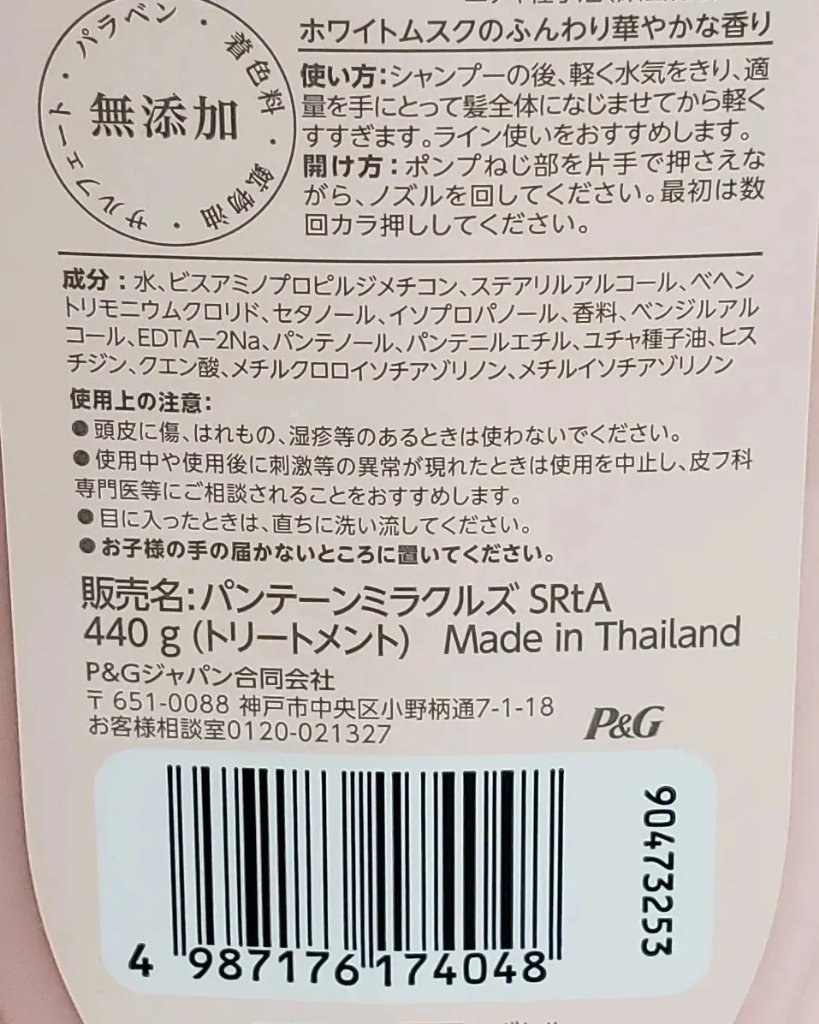 ホワイトムスクのふんわり華やかな香り
サルフェート・パラベン・着色料・鉱物油・
無添加
使い方:シャンプーの後、軽く水気をきり、適
量を手にとって髪全体になじませてから軽く
すすぎます。ライン使いをおすすめします。
開け方:ポンプねじ部を片手で押さえな
がら、ノズルを回してください。最初は数
回カラ押ししてください。
成分:水、ビスアミノプロピルジメチコン、ステアリルアルコール、ベヘン
トリモニウムクロリド、セタノール、イソプロパノール、香料、ベンジルアル
コール、EDTA-2Na、パンテノール、パンテニルエチル、ユチャ種子油、ヒス
チジン、クエン酸、メチルクロロイソチアゾリノン、メチルイソチアゾリノン
使用上の注意:
●頭皮に傷、はれもの、湿疹等のあるときは使わないでください。
●使用中や使用後に刺激等の異常が現れたときは使用を中止し、皮フ科
専門医等にご相談されることをおすすめします。
●目に入ったときは、直ちに洗い流してください。
●お子様の手の届かないところに置いてください。
販売名:パンテーンミラクルズ SRtA
440 g (トリートメント) Made in Thailand
P&Gジャパン合同会社
〒651-0088 神戸市中央区小野柄通7-1-18
お客様相談室0120-021327
P&G
90473253
4 987176 174048